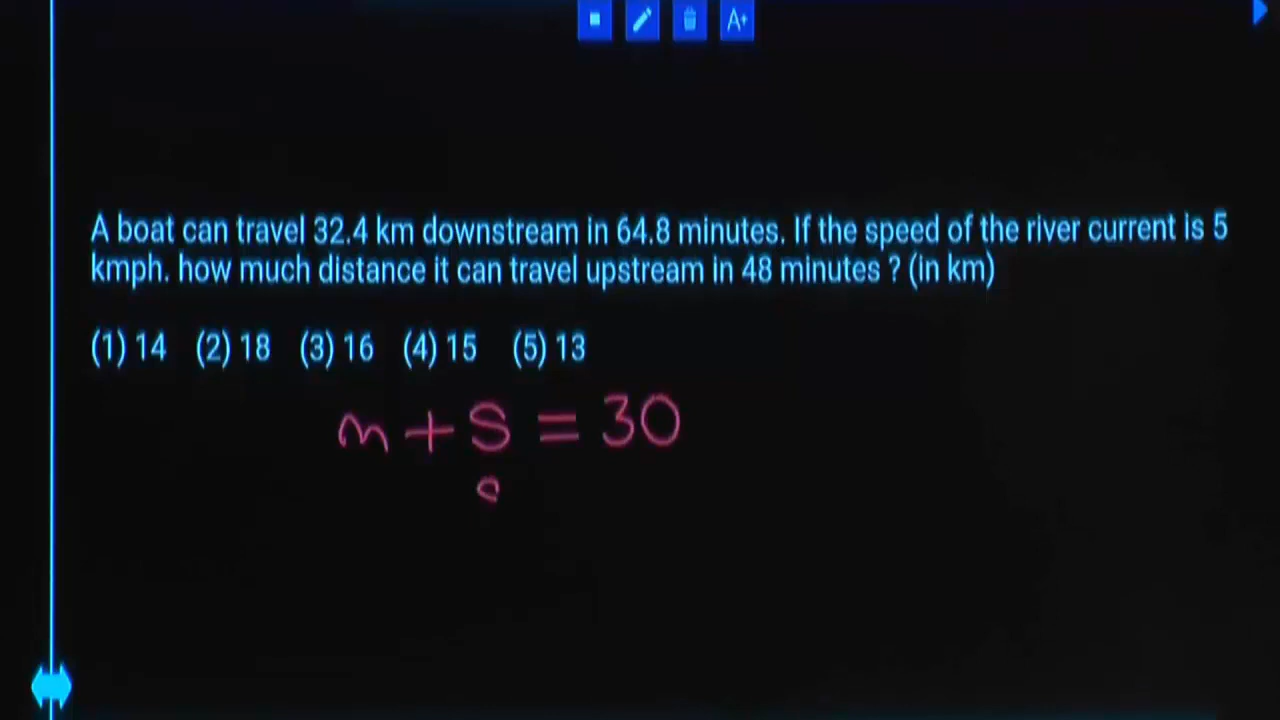 A+
A boat can travel 32.4 km downstream in 64.8 minutes. If the speed of the river current is 5
kmph. how much distance it can travel upstream in 48 minutes ? (in km)
(1) 14 (2) 18 (3) 16 (4) 15 (5) 13
m + S = 30